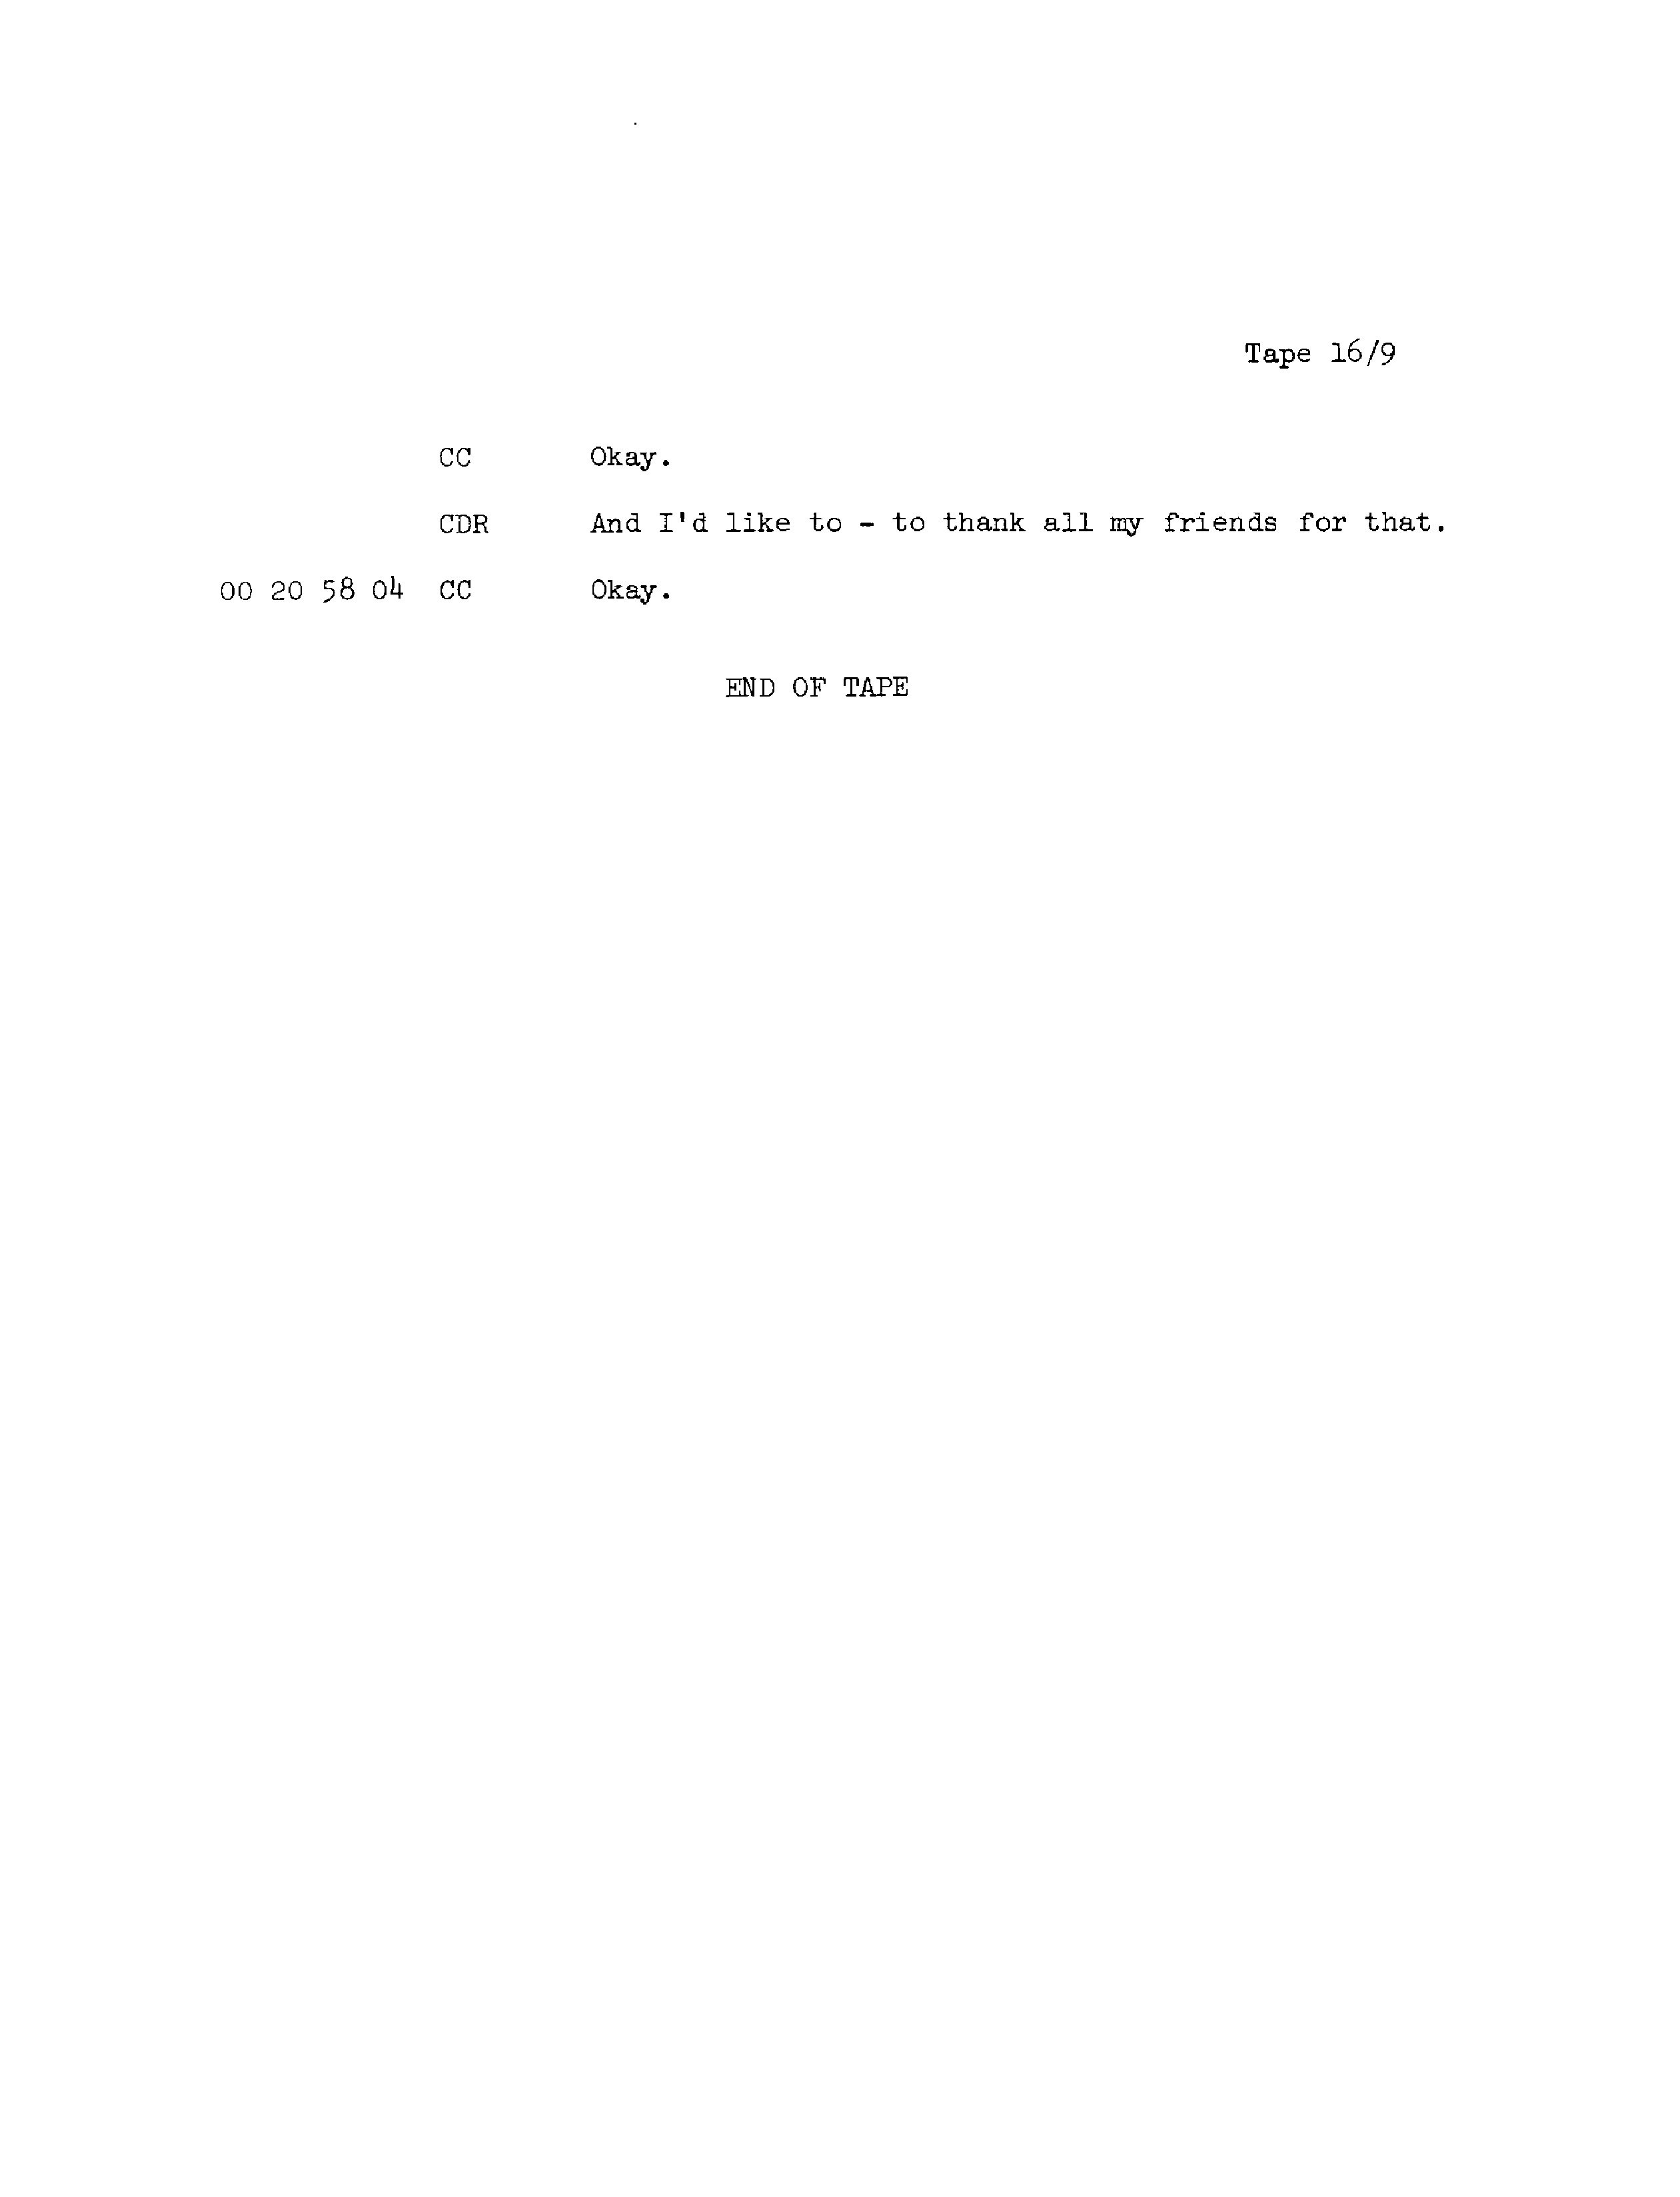 Tape 16/9
CC Okay.
CDR And I'd like to - to thank all my friends for that.
00 20 58 04 CC Okay.
END OF TAPE